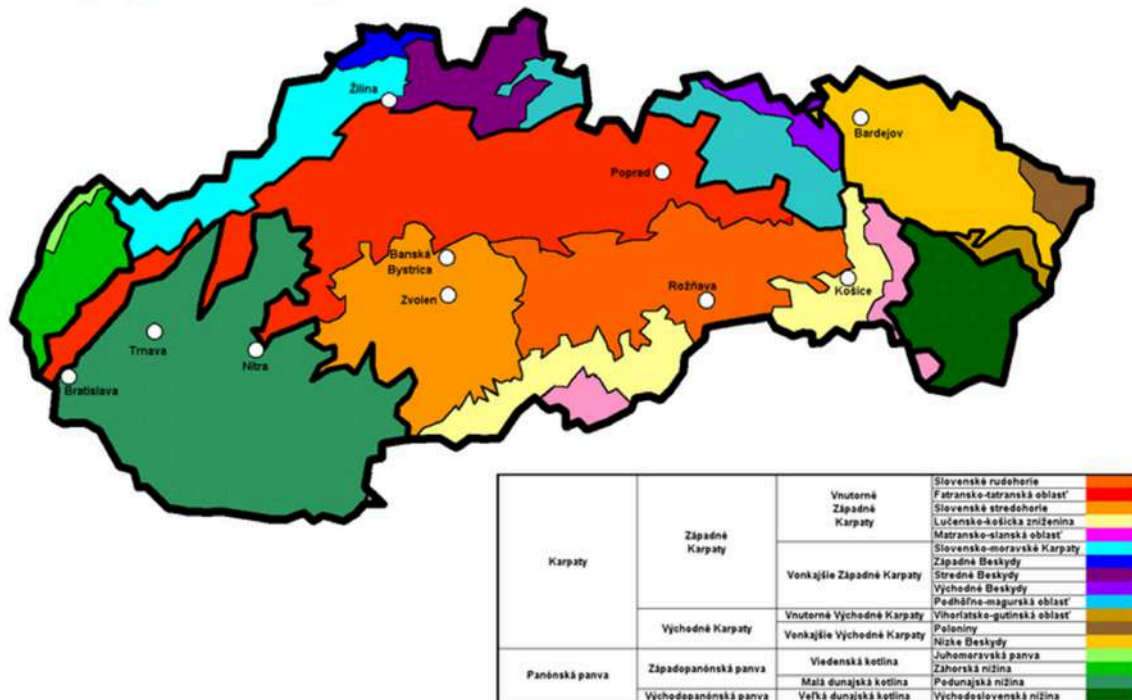 Žilina
Bardejov
Poprad
Banská
Bystrica
Zvolen
Rožňava
Košice
Trnava
Nitra
Bratislava
Karpaty
Západné
Karpaty
Vnutorné
Západné
Karpaty
Slovenské rudohorie
Fatransko-tatranská oblasť
Slovenské stredohorie
Lučensko-košická zníženina
Matransko-slanská oblasť
Vonkajšie Západné Karpaty
Slovensko-moravské Karpaty
Západné Beskydy
Stredné Beskydy
Východné Beskydy
Podhôľno-magurská oblasť
Východné Karpaty
Vnutorné Východné Karpaty
Vihorlatsko-gutinská oblasť
Vonkajšie Východné Karpaty
Poloniny
Nízke Beskydy
Panónská panva
Západopanónská panva
Viedenská kotlina
Juhomoravská panva
Záhorská nížina
Malá dunajská kotlina
Podunajská nížina
Východopanónská panva
Veľká dunajská kotlina
Východoslovenská nížina